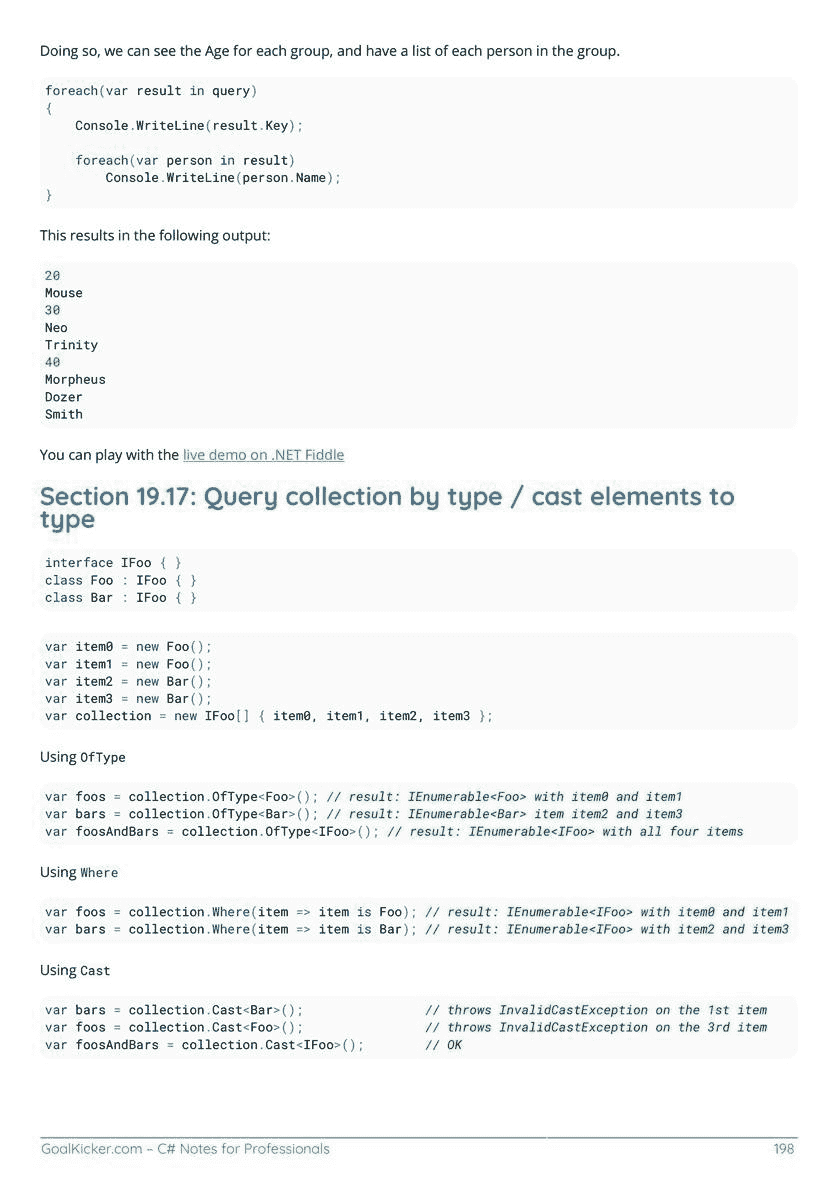 Doing so, we can see the Age for each group, and have a list of each person in the group.
foreach(var result in query)
{
    Console.WriteLine(result.Key);

    foreach(var person in result)
        Console.WriteLine(person.Name);
}
This results in the following output:
20
Mouse
30
Neo
Trinity
40
Morpheus
Dozer
Smith
You can play with the live demo on .NET Fiddle
Section 19.17: Query collection by type / cast elements to
type
interface IFoo { }
class Foo : IFoo { }
class Bar : IFoo { }
var item0 = new Foo();
var item1 = new Foo();
var item2 = new Bar();
var item3 = new Bar();
var collection = new IFoo[] { item0, item1, item2, item3 };
Using OfType
var foos = collection.OfType<Foo>(); // result: IEnumerable<Foo> with item0 and item1
var bars = collection.OfType<Bar>(); // result: IEnumerable<Bar> item item2 and item3
var foosAndBars = collection.OfType<IFoo>(); // result: IEnumerable<IFoo> with all four items
Using Where
var foos = collection.Where(item => item is Foo); // result: IEnumerable<IFoo> with item0 and item1
var bars = collection.Where(item => item is Bar); // result: IEnumerable<IFoo> with item2 and item3
Using Cast
var bars = collection.Cast<Bar>();                // throws InvalidCastException on the 1st item
var foos = collection.Cast<Foo>();                // throws InvalidCastException on the 3rd item
var foosAndBars = collection.Cast<IFoo>();        // OK
GoalKicker.com – C# Notes for Professionals 198